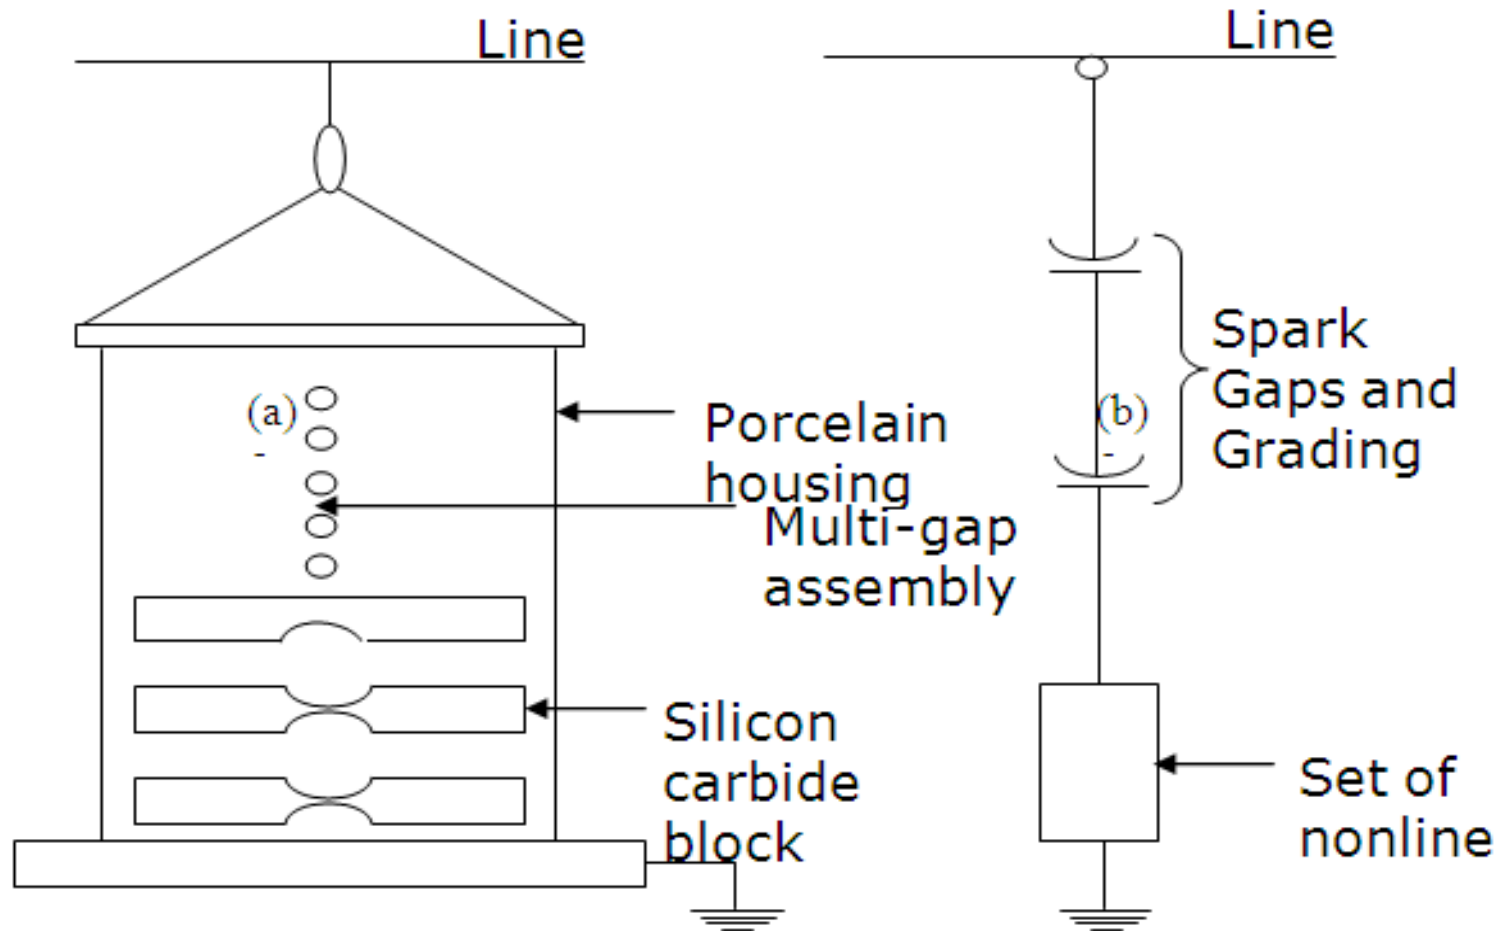 Line
Line
(a)
-
Porcelain
housing
Multi-gap
assembly
Silicon
carbide
block
(b)
-
Spark
Gaps and
Grading
Set of
nonline